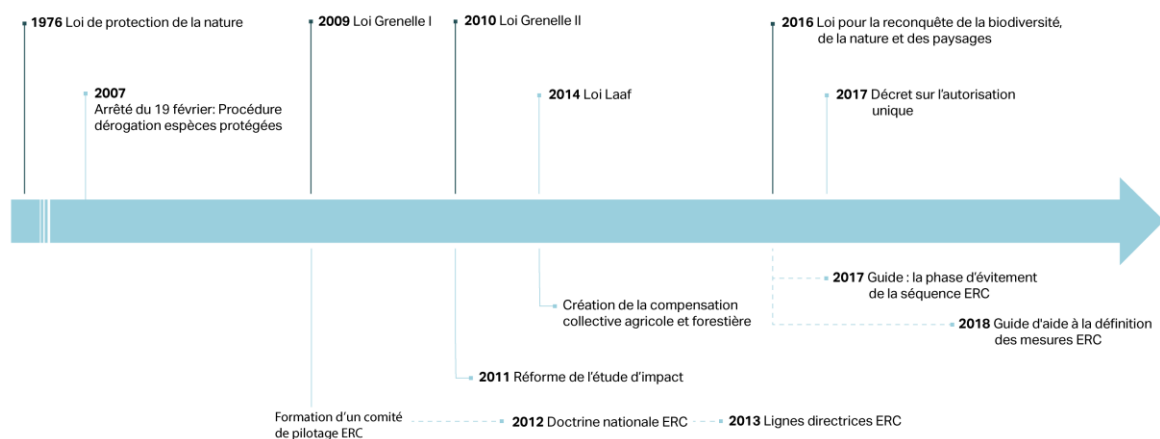 1976 Loi de protection de la nature
2009 Loi Grenelle I
2010 Loi Grenelle II
2016 Loi pour la reconquête de la biodiversité,
de la nature et des paysages
2007
Arrêté du 19 février: Procédure
dérogation espèces protégées
2014 Loi Laaf
2017 Décret sur l'autorisation
unique
2017 Guide : la phase d'évitement
de la séquence ERC
Création de la compensation
collective agricole et forestière
2018 Guide d'aide à la définition
des mesures ERC
2011 Réforme de l'étude d'impact
Formation d'un comité
de pilotage ERC
2012 Doctrine nationale ERC
2013 Lignes directrices ERC